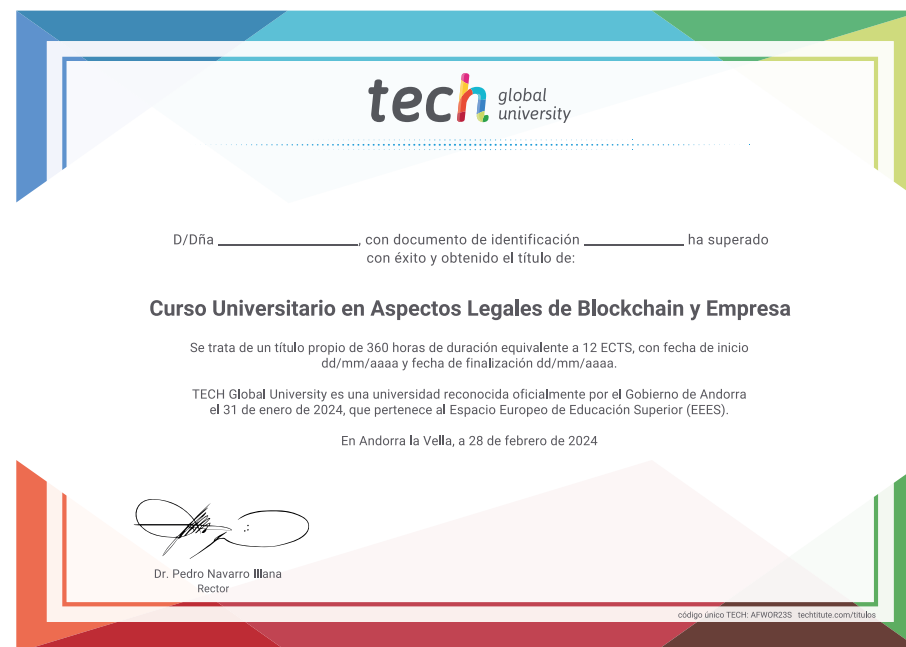 tech global university
D/Dña ____________________, con documento de identificación ______________ ha superado
con éxito y obtenido el título de:
Curso Universitario en Aspectos Legales de Blockchain y Empresa
Se trata de un título propio de 360 horas de duración equivalente a 12 ECTS, con fecha de inicio
dd/mm/aaaa y fecha de finalización dd/mm/aaaa.
TECH Global University es una universidad reconocida oficialmente por el Gobierno de Andorra
el 31 de enero de 2024, que pertenece al Espacio Europeo de Educación Superior (EEES).
En Andorra la Vella, a 28 de febrero de 2024
Dr. Pedro Navarro Illana
Rector
código único TECH: AFWOR23S techtitute.com/titulos